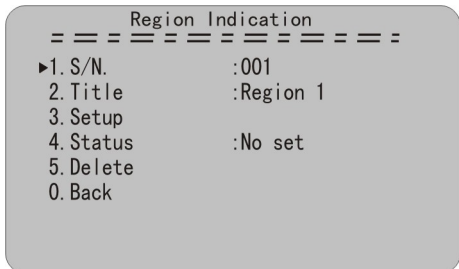 Region Indication
= = = = = = = = = = = = =
▶1. S/N. :001
2. Title :Region 1
3. Setup
4. Status :No set
5. Delete
0. Back